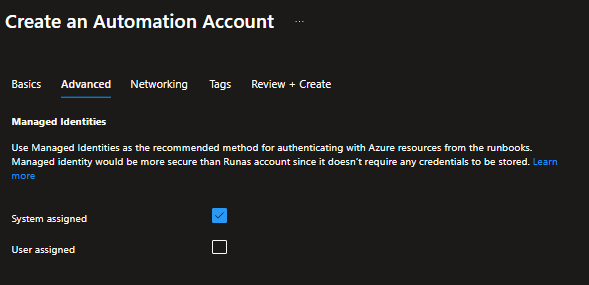 Create an Automation Account ...
Basics Advanced Networking Tags Review + Create
Managed Identities
Use Managed Identities as the recommended method for authenticating with Azure resources from the runbooks.
Managed identity would be more secure than Runas account since it doesn't require any credentials to be stored. Learn
more
System assigned
User assigned